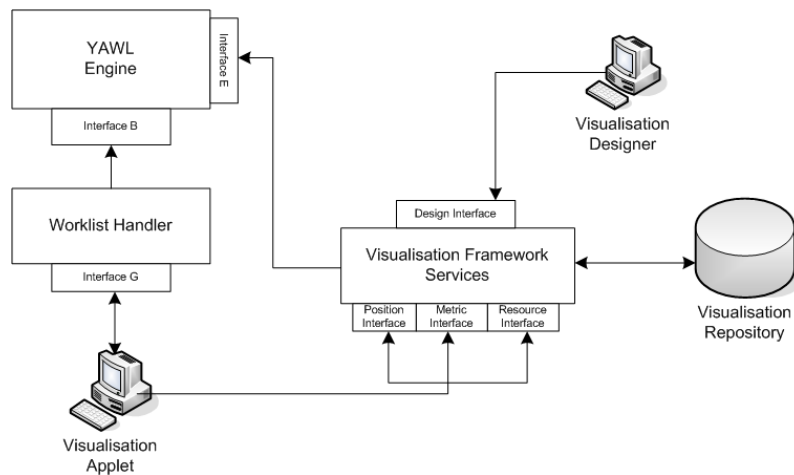 YAWL
Engine
Interface E
Interface B
Visualisation
Designer
Worklist Handler
Interface G
Design Interface
Visualisation Framework
Services
Position
Interface
Metric
Interface
Resource
Interface
Visualisation
Repository
Visualisation
Applet